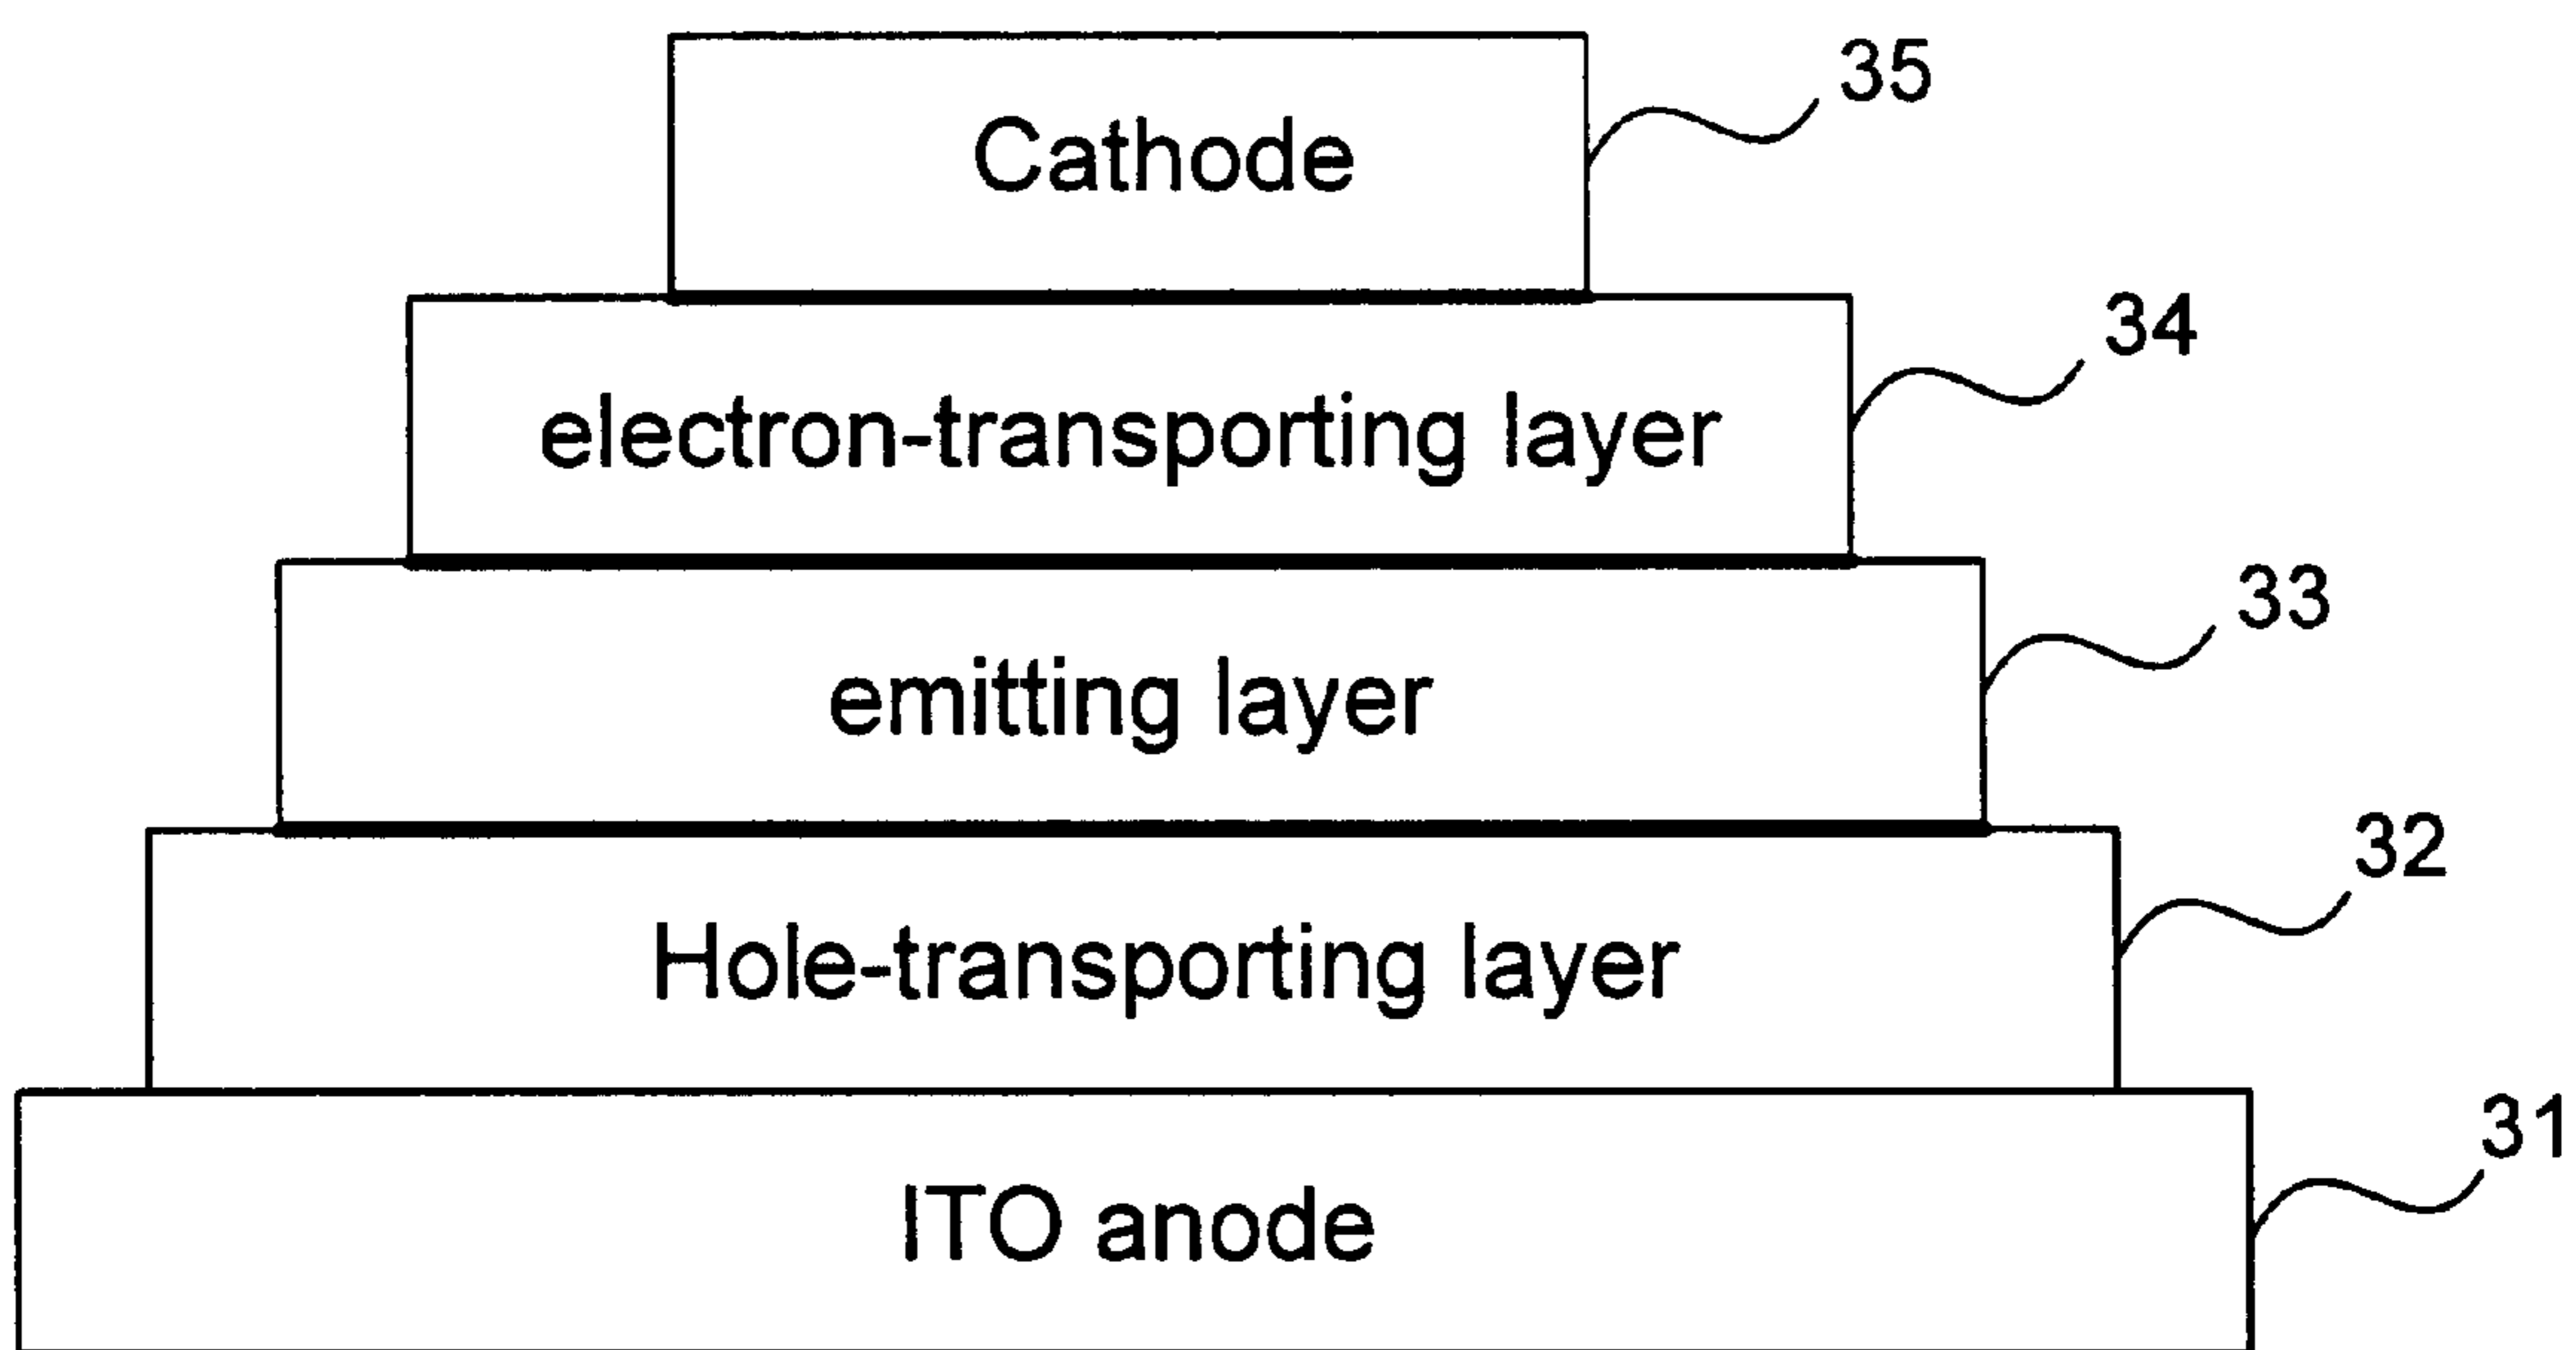 Cathode
35
electron-transporting layer
34
emitting layer
33
Hole-transporting layer
32
ITO anode
31